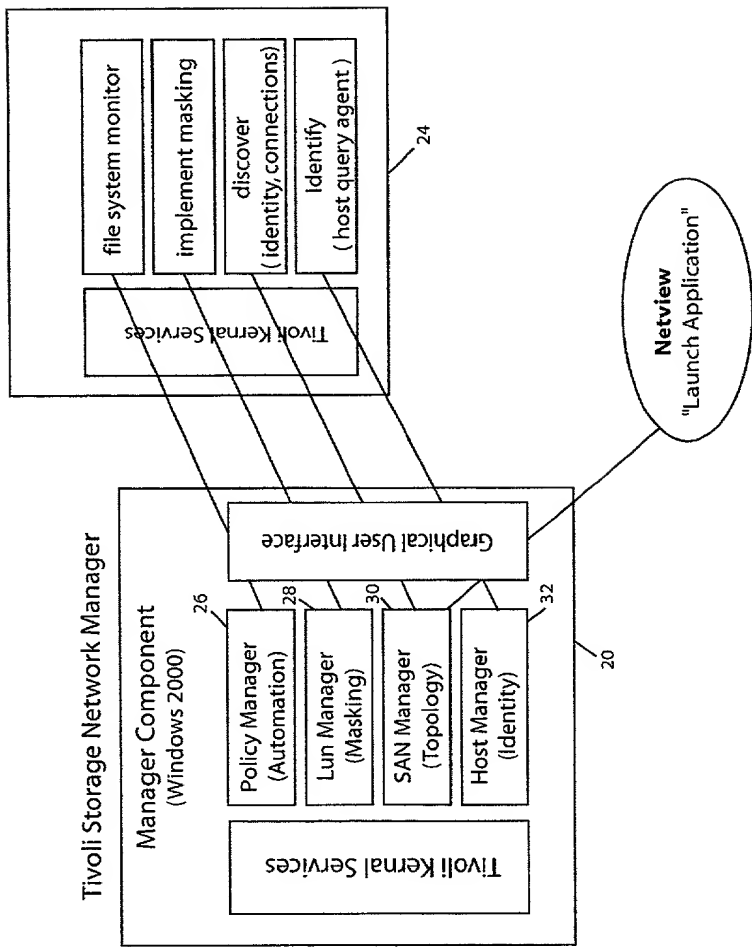 Tivoli Storage Network Manager
Manager Component
(Windows 2000)
Tivoli Kernal Services
Policy Manager
(Automation)
26
Lun Manager
(Masking)
28
SAN Manager
(Topology)
30
Host Manager
(Identity)
32
Graphical User Interface
20
Tivoli Kernal Services
file system monitor
implement masking
discover
(identity, connections)
Identify
( host query agent )
24
Netview
"Launch Application"